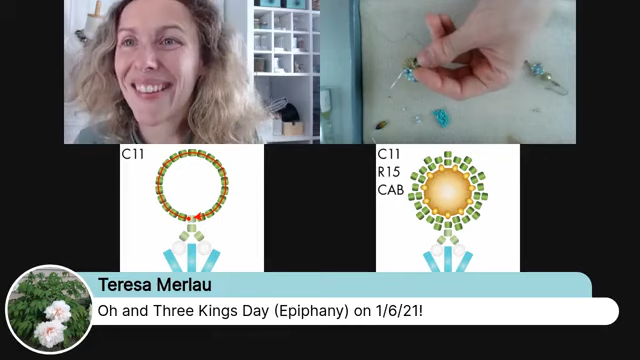 C11
C11
R15
CAB
Teresa Merlau
Oh and Three Kings Day (Epiphany) on 1/6/21!